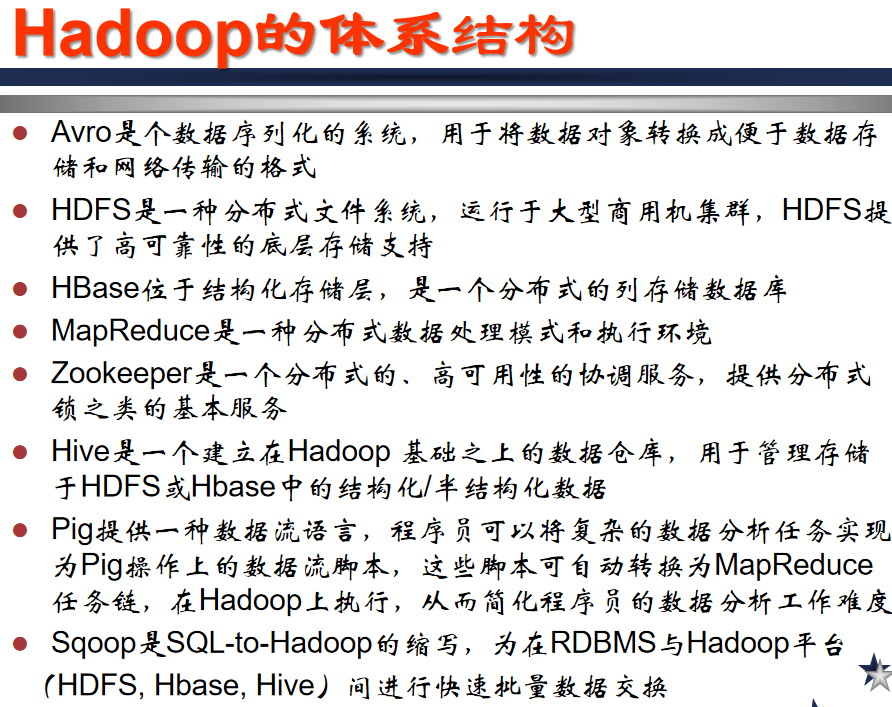 Hadoop的体系结构
Avro是个数据序列化的系统，用于将数据对象转换成便于数据存
储和网络传输的格式
HDFS是一种分布式文件系统，运行于大型商用机集群，HDFS提
供了高可靠性的底层存储支持
HBase位于结构化存储层，是一个分布式的列存储数据库
MapReduce是一种分布式数据处理模式和执行环境
Zookeeper是一个分布式的、高可用性的协调服务，提供分布式
锁之类的基本服务
Hive是一个建立在Hadoop 基础之上的数据仓库，用于管理存储
于HDFS或Hbase中的结构化/半结构化数据
Pig提供一种数据流语言，程序员可以将复杂的数据分析任务实现
为Pig操作上的数据流脚本，这些脚本可自动转换为MapReduce
任务链，在Hadoop上执行，从而简化程序员的数据分析工作难度
Sqoop是SQL-to-Hadoop的缩写，为在RDBMS与Hadoop平台
（HDFS, Hbase, Hive）间进行快速批量数据交换